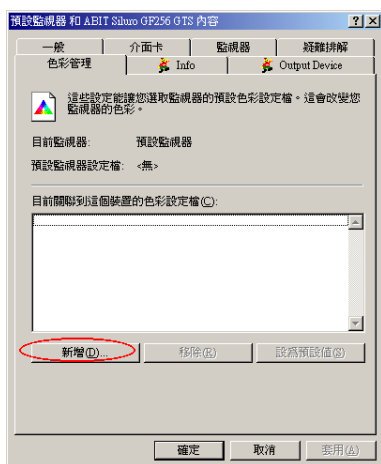 預設監視器 和 ABIT Siluro GF256 GTS 內容
一般 介面卡 監視器 疑難排解
色彩管理 Info Output Device
這些設定能讓您選取監視器的預設色彩設定檔。這會改變您
監視器的色彩。
目前監視器: 預設監視器
預設監視器設定檔: <無>
目前關聯到這個裝置的色彩設定檔(C):
新增(D)... 移除(R) 設為預設值(S)
確定 取消 套用(A)